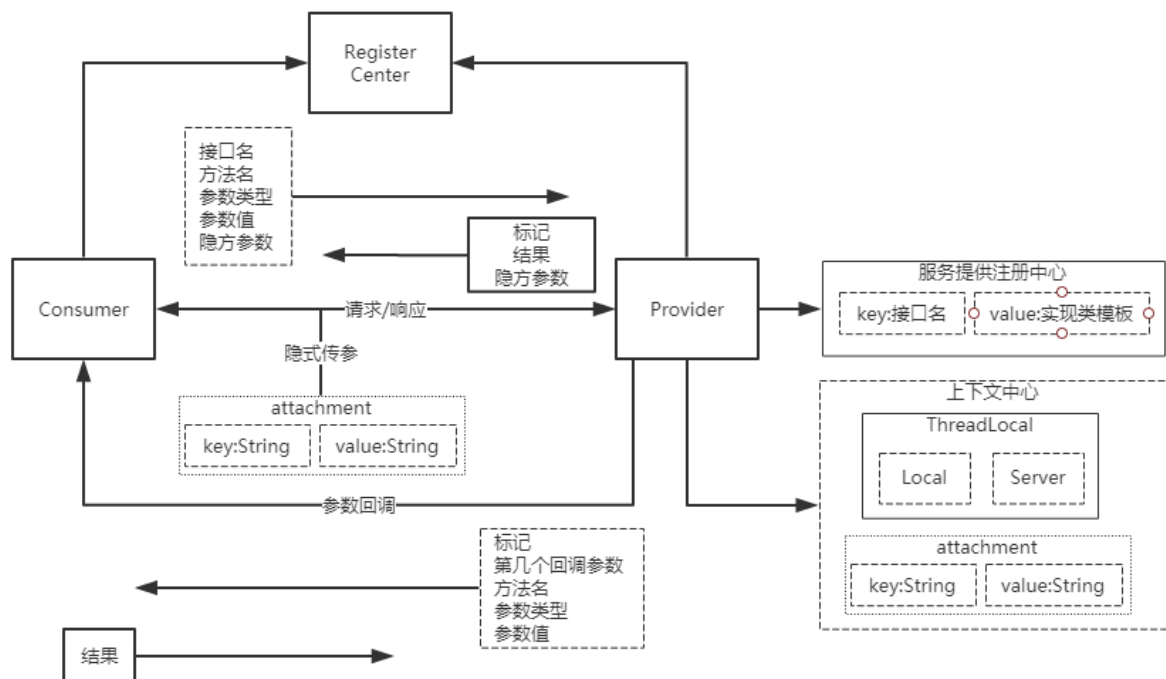 Register
Center
接口名
方法名
参数类型
参数值
隐方参数
标记
结果
隐方参数
Consumer
请求/响应
Provider
服务提供注册中心
key:接口名
value:实现类模板
隐式传参
attachment
key:String
value:String
上下文中心
ThreadLocal
Local
Server
attachment
key:String
value:String
参数回调
标记
第几个回调参数
方法名
参数类型
参数值
结果